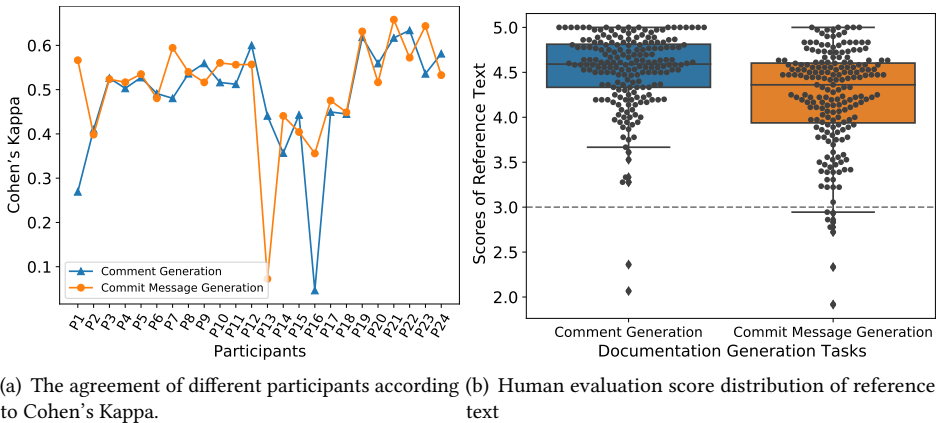 0.6
0.5
0.4
0.3
0.2
0.1
Cohen's Kappa
Comment Generation
Commit Message Generation
P1 P2 P3 P4 P5 P6 P7 P8 P9 P10 P11 P12 P13 P14 P15 P16 P17 P18 P19 P20 P21 P22 P23 P24
Participants
5.0
4.5
4.0
3.5
3.0
2.5
2.0
Scores of Reference Text
Comment Generation Commit Message Generation
Documentation Generation Tasks
(a) The agreement of different participants according
to Cohen's Kappa.
(b) Human evaluation score distribution of reference
text